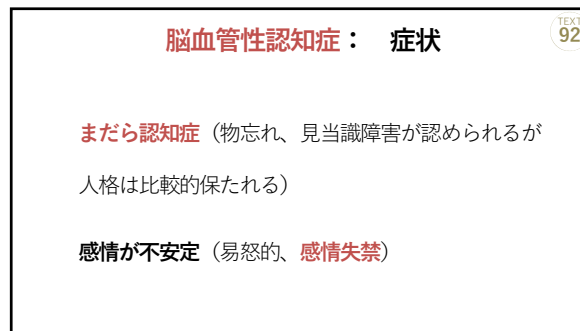 脳血管性認知症： 症状
TEXT
92
まだら認知症（物忘れ、見当識障害が認められるが
人格は比較的保たれる）
感情が不安定（易怒的、感情失禁）